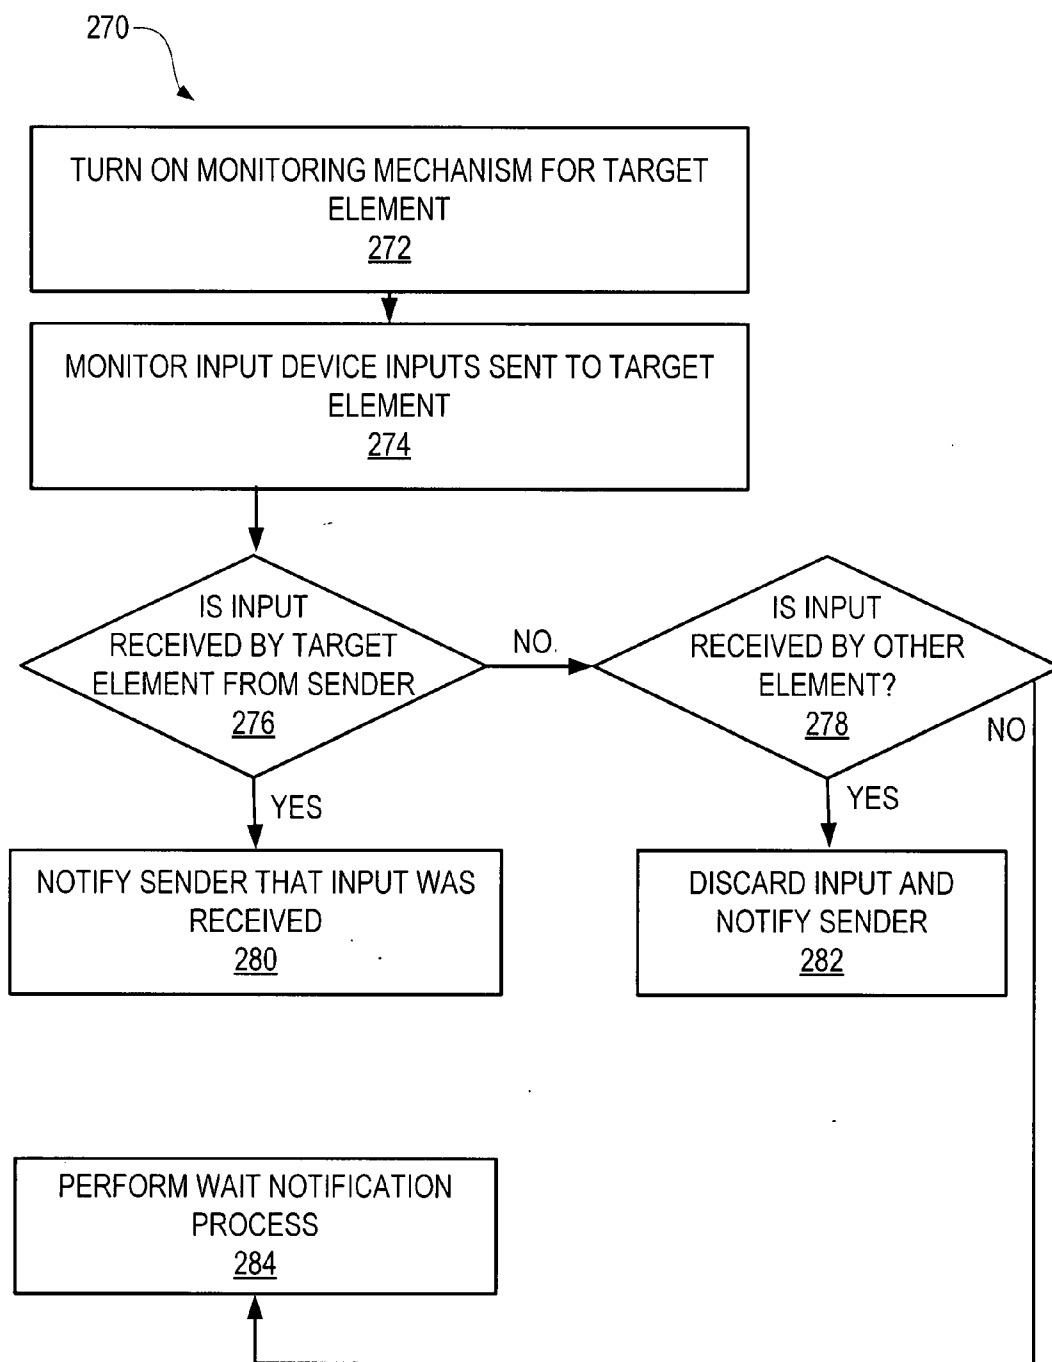 270
TURN ON MONITORING MECHANISM FOR TARGET
ELEMENT
272
MONITOR INPUT DEVICE INPUTS SENT TO TARGET
ELEMENT
274
IS INPUT
RECEIVED BY TARGET
ELEMENT FROM SENDER
276
NO.
IS INPUT
RECEIVED BY OTHER
ELEMENT?
278
NO
YES
YES
NOTIFY SENDER THAT INPUT WAS
RECEIVED
280
DISCARD INPUT AND
NOTIFY SENDER
282
PERFORM WAIT NOTIFICATION
PROCESS
284